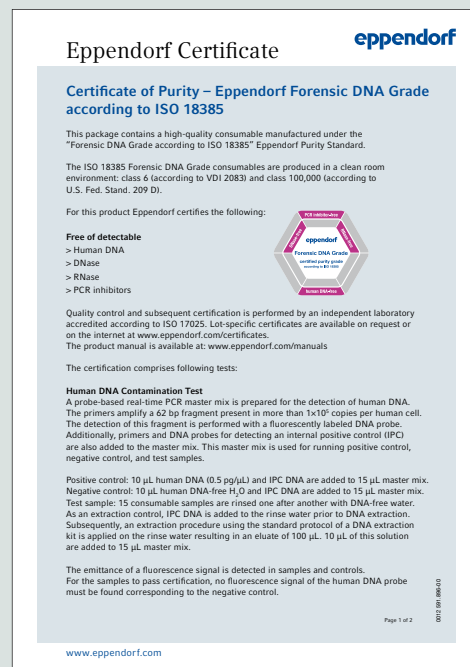 eppendorf
Eppendorf Certificate
Certificate of Purity – Eppendorf Forensic DNA Grade
according to ISO 18385
This package contains a high-quality consumable manufactured under the
“Forensic DNA Grade according to ISO 18385” Eppendorf Purity Standard.
The ISO 18385 Forensic DNA Grade consumables are produced in a clean room
environment: class 6 (according to VDI 2083) and class 100,000 (according to
U.S. Fed. Stand. 209 D).
For this product Eppendorf certifies the following:
Free of detectable
> Human DNA
> DNase
> RNase
> PCR inhibitors
PCR inhibitor-free
eppendorf
Forensic DNA Grade
certified purity grade
according to ISO 18385
human DNA-free
Quality control and subsequent certification is performed by an independent laboratory
accredited according to ISO 17025. Lot-specific certificates are available on request or
on the internet at www.eppendorf.com/certificates.
The product manual is available at: www.eppendorf.com/manuals
The certification comprises following tests:
Human DNA Contamination Test
A probe-based real-time PCR master mix is prepared for the detection of human DNA.
The primers amplify a 62 bp fragment present in more than 1×10⁵ copies per human cell.
The detection of this fragment is performed with a fluorescently labeled DNA probe.
Additionally, primers and DNA probes for detecting an internal positive control (IPC)
are also added to the master mix. This master mix is used for running positive control,
negative control, and test samples.
Positive control: 10 µL human DNA (0.5 pg/µL) and IPC DNA are added to 15 µL master mix.
Negative control: 10 µL human DNA-free H₂O and IPC DNA are added to 15 µL master mix.
Test sample: 15 consumable samples are rinsed one after another with DNA-free water.
As an extraction control, IPC DNA is added to the rinse water prior to DNA extraction.
Subsequently, an extraction procedure using the standard protocol of a DNA extraction
kit is applied on the rinse water resulting in an eluate of 100 µL. 10 µL of this solution
are added to 15 µL master mix.
The emittance of a fluorescence signal is detected in samples and controls.
For the samples to pass certification, no fluorescence signal of the human DNA probe
must be found corresponding to the negative control.
Page 1 of 2
www.eppendorf.com